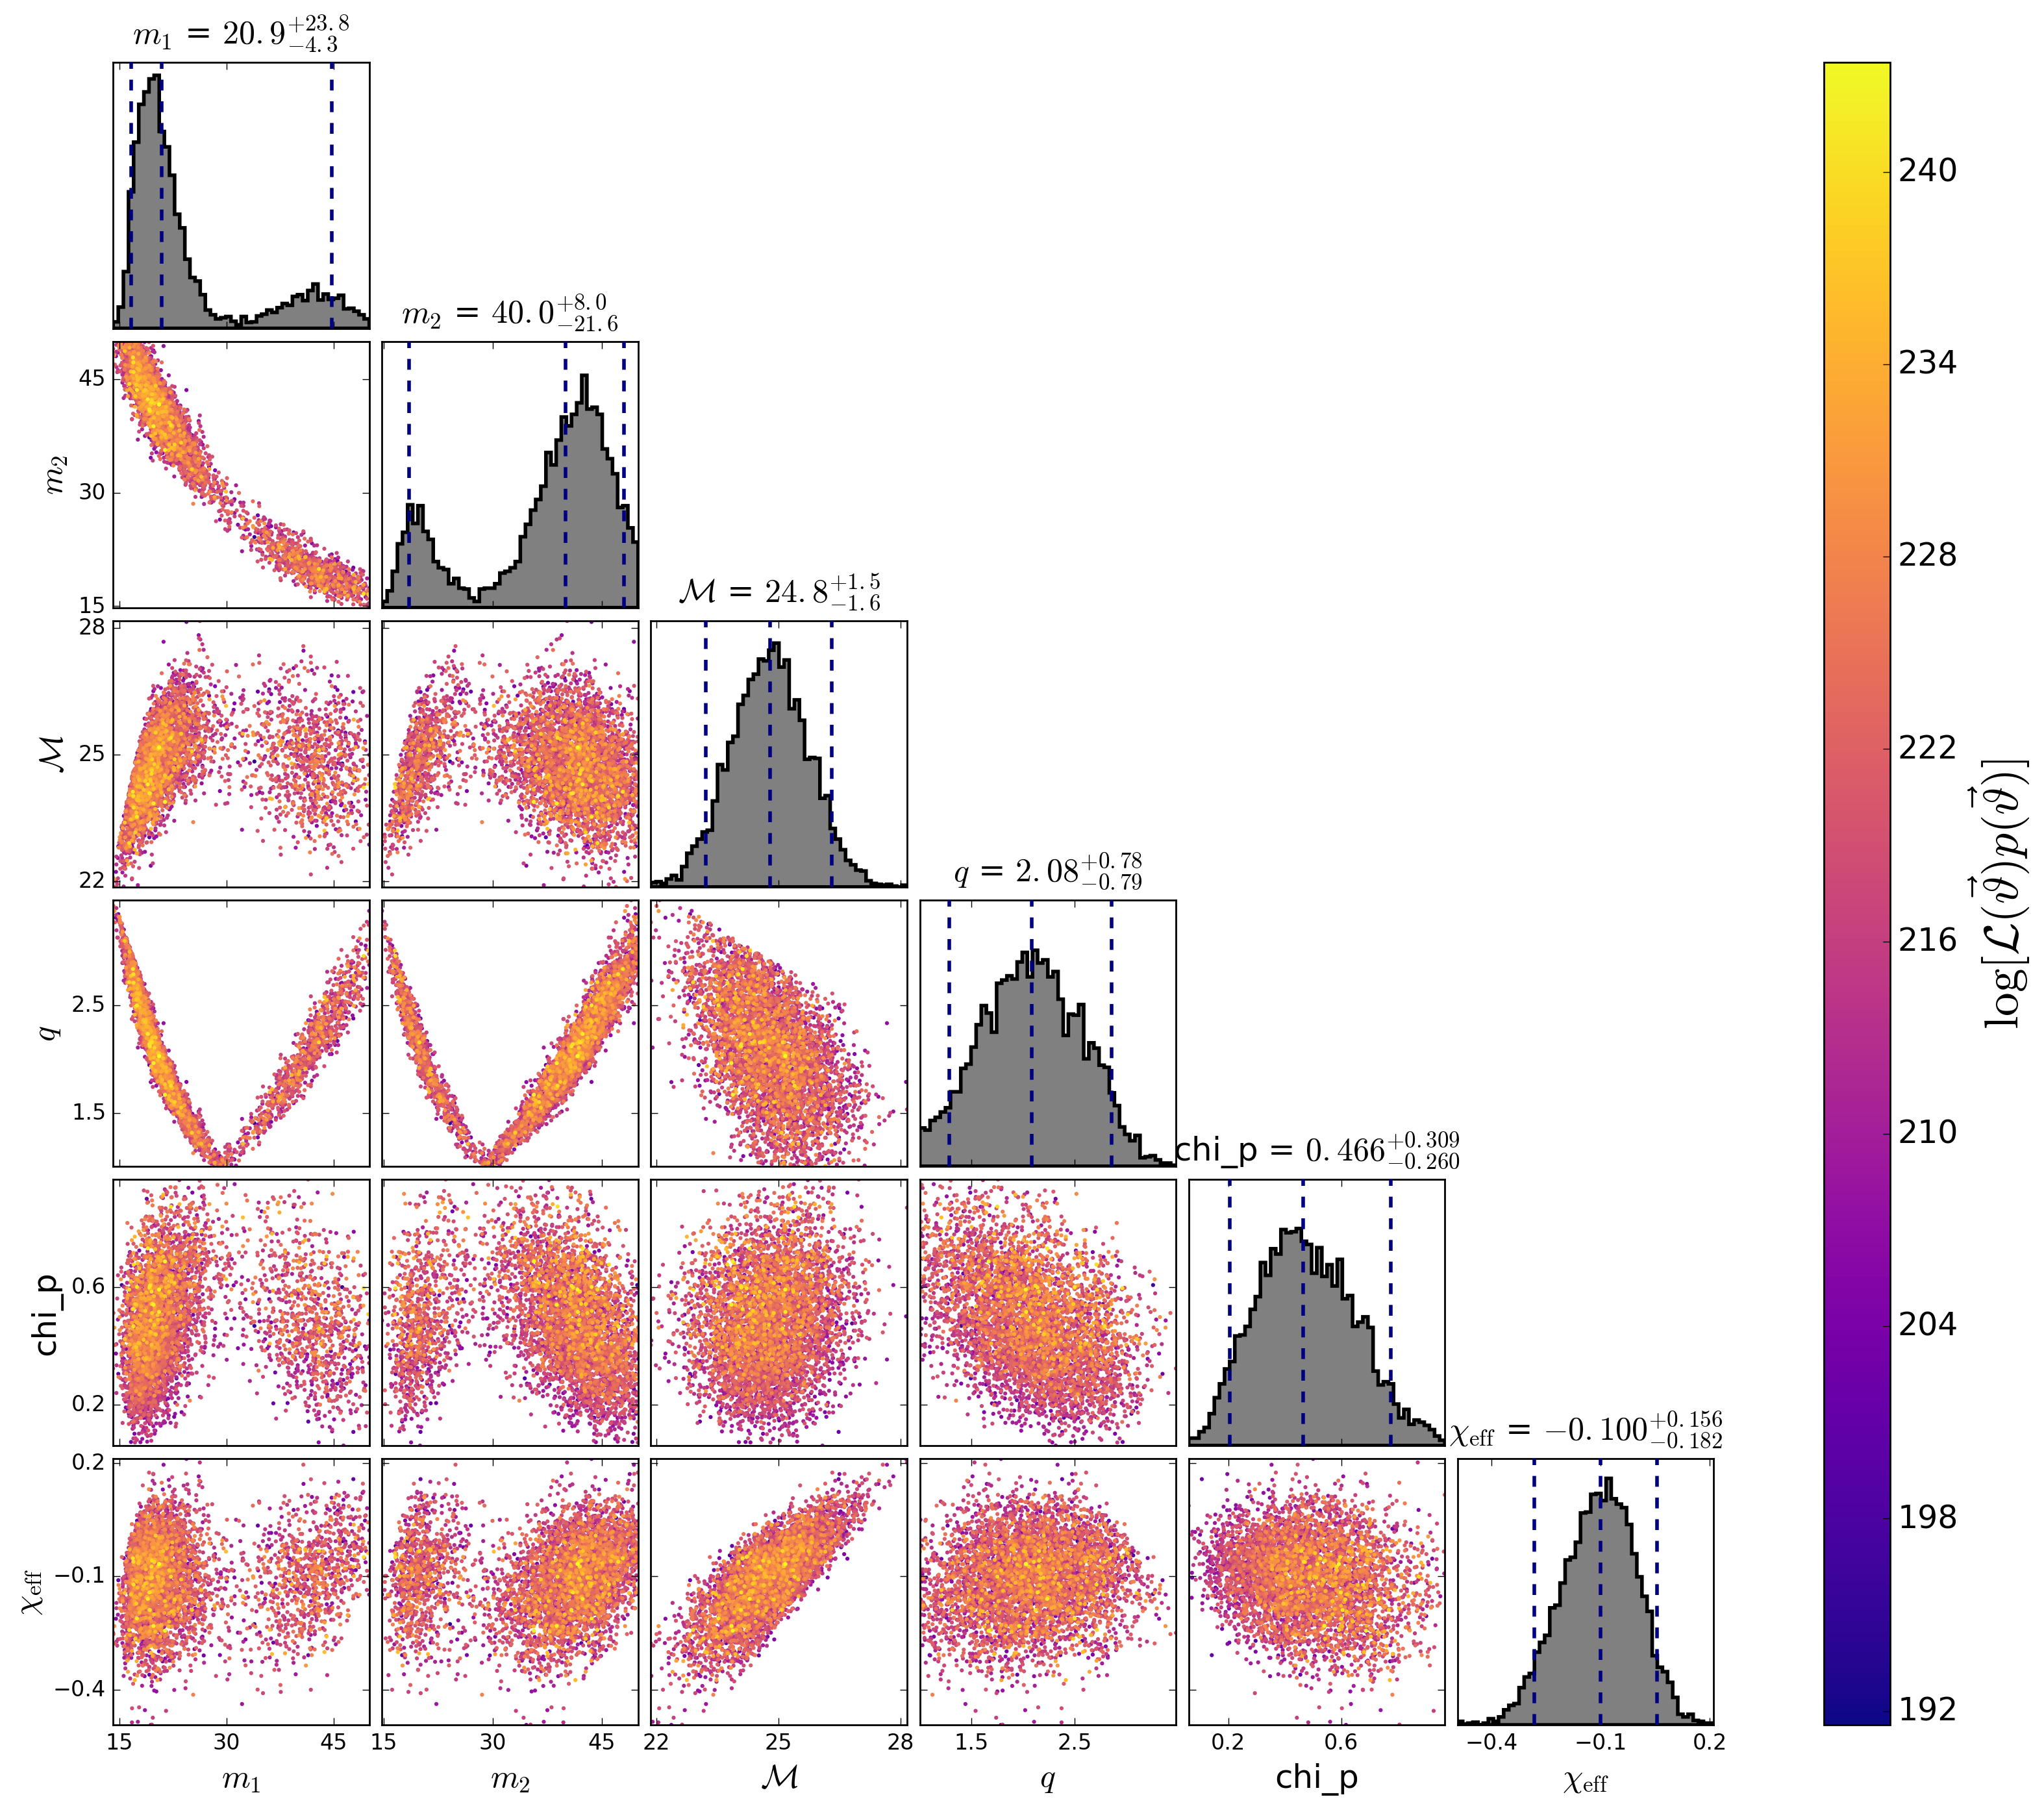 m₁ = 20.9 +23.8 −4.3
m₂ = 40.0 +8.0 −21.6
45
30
15
m₂
ℳ = 24.8 +1.5 −1.6
28
25
22
ℳ
q = 2.08 +0.78 −0.79
2.5
1.5
q
chi_p = 0.466 +0.309 −0.260
0.6
0.2
chi_p
χeff = −0.100 +0.156 −0.182
0.2
−0.1
−0.4
χeff
15 30 45 15 30 45 22 25 28 1.5 2.5 0.2 0.6 −0.4 −0.1 0.2
m₁ m₂ ℳ q chi_p χeff
240
234
228
222
216
210
204
198
192
log[ℒ(ϑ⃗)p(ϑ⃗)]